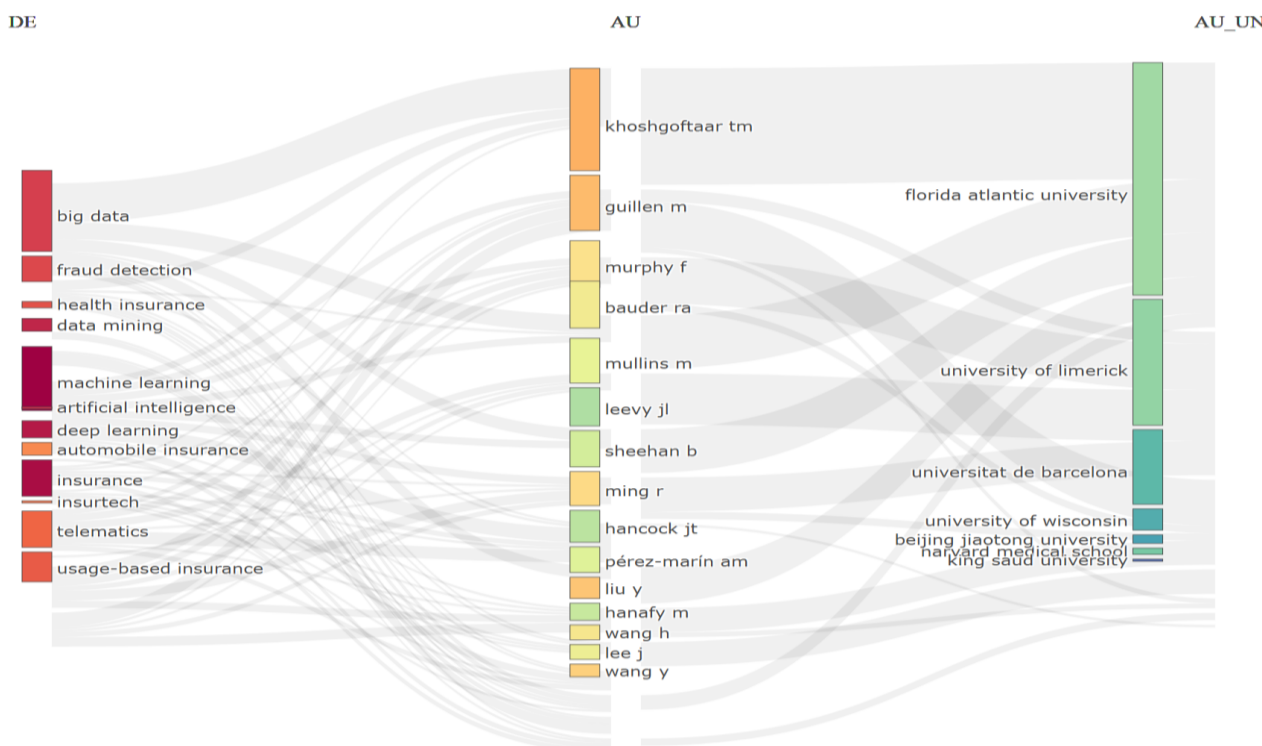 DE
AU
AU_UN
big data
fraud detection
health insurance
data mining
machine learning
artificial intelligence
deep learning
automobile insurance
insurance
insurtech
telematics
usage-based insurance
khoshgoftaar tm
guillen m
murphy f
bauder ra
mullins m
leevy jl
sheehan b
ming r
hancock jt
pérez-marín am
liu y
hanafy m
wang h
lee j
wang y
florida atlantic university
university of limerick
universitat de barcelona
university of wisconsin
beijing jiaotong university
harvard medical school
king saud university